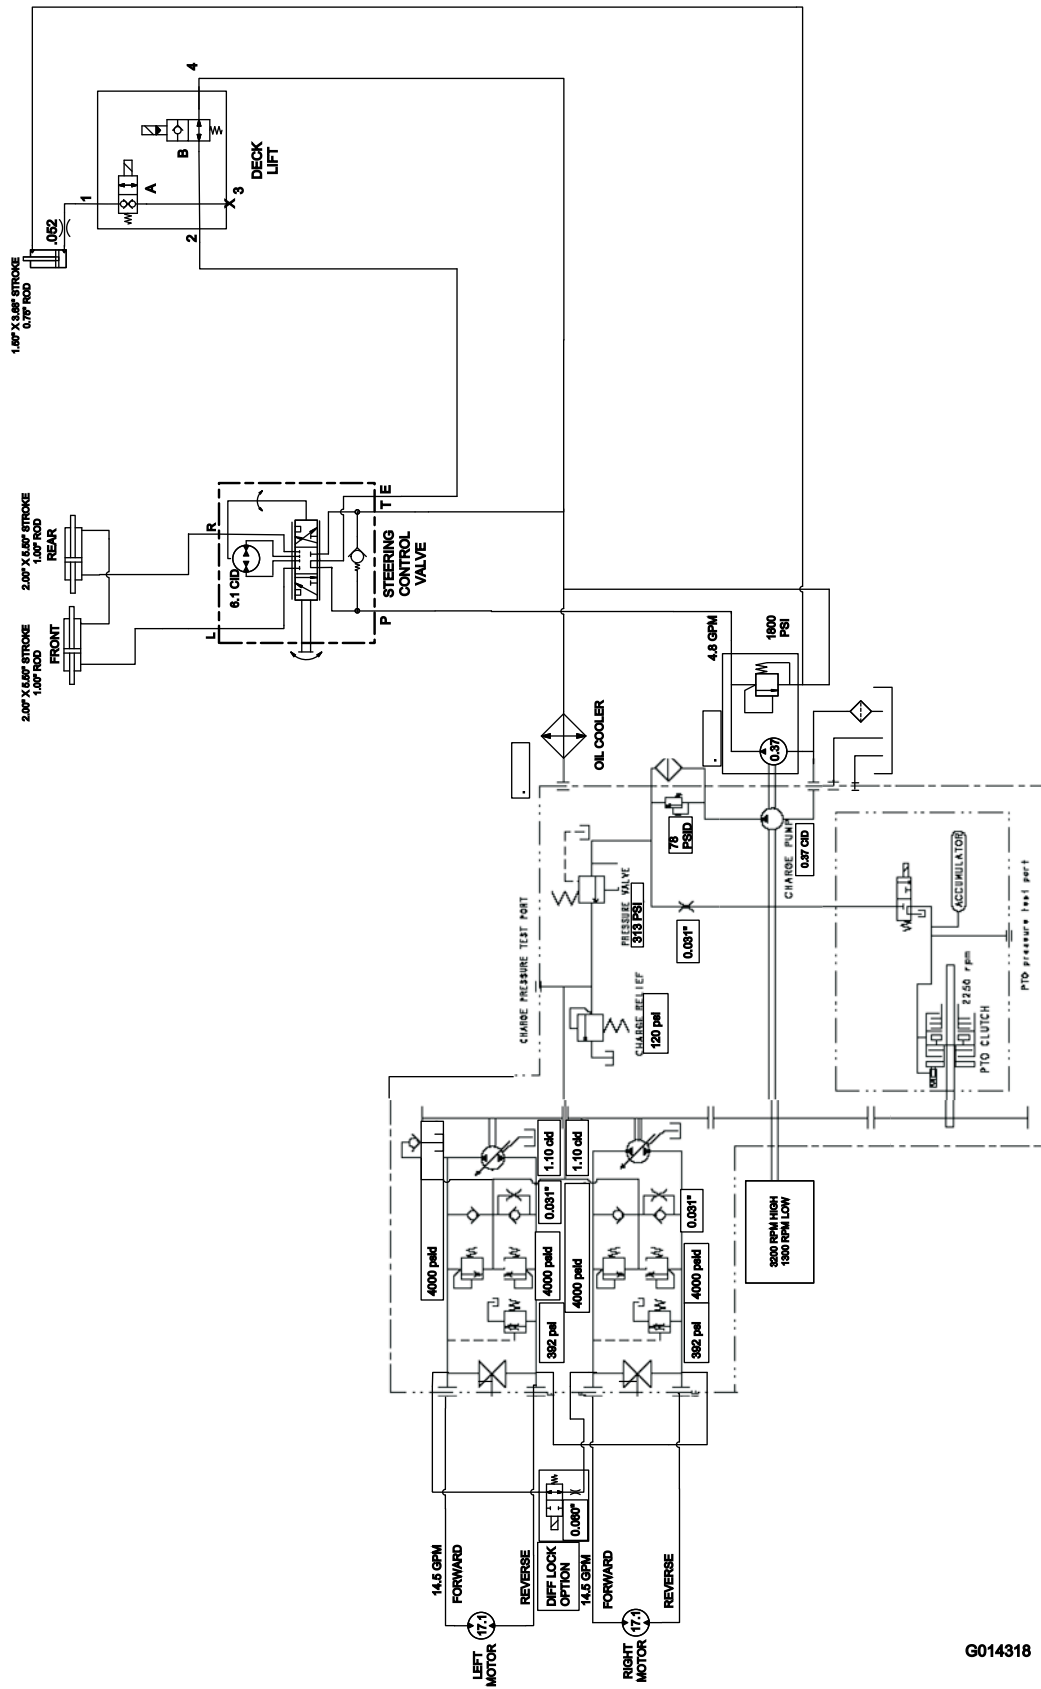 1.50" X 3.68" STROKE
0.75" ROD
.052
1
2
3
4
A
B
DECK
LIFT
2.00" X 5.50" STROKE
1.00" ROD
REAR
2.00" X 5.50" STROKE
1.00" ROD
FRONT
L
R
6.1 CID
P
T
E
STEERING
CONTROL
VALVE
4.8 GPM
1800
PSI
0.37
OIL COOLER
CHARGE PRESSURE TEST PORT
PRESSURE VALVE
313 PSI
78
PSID
CHARGE PUMP
0.37 CID
0.031"
CHARGE RELIEF
120 psi
ACCUMULATOR
2250 rpm
PTO CLUTCH
PTO pressure test port
3200 RPM HIGH
1300 RPM LOW
1.10 cid
1.10 cid
0.031"
0.031"
4000 psid
4000 psid
4000 psid
4000 psid
392 psi
392 psi
14.5 GPM
FORWARD
REVERSE
DIFF LOCK
OPTION
0.060"
14.5 GPM
FORWARD
REVERSE
17.1
LEFT
MOTOR
17.1
RIGHT
MOTOR
G014318